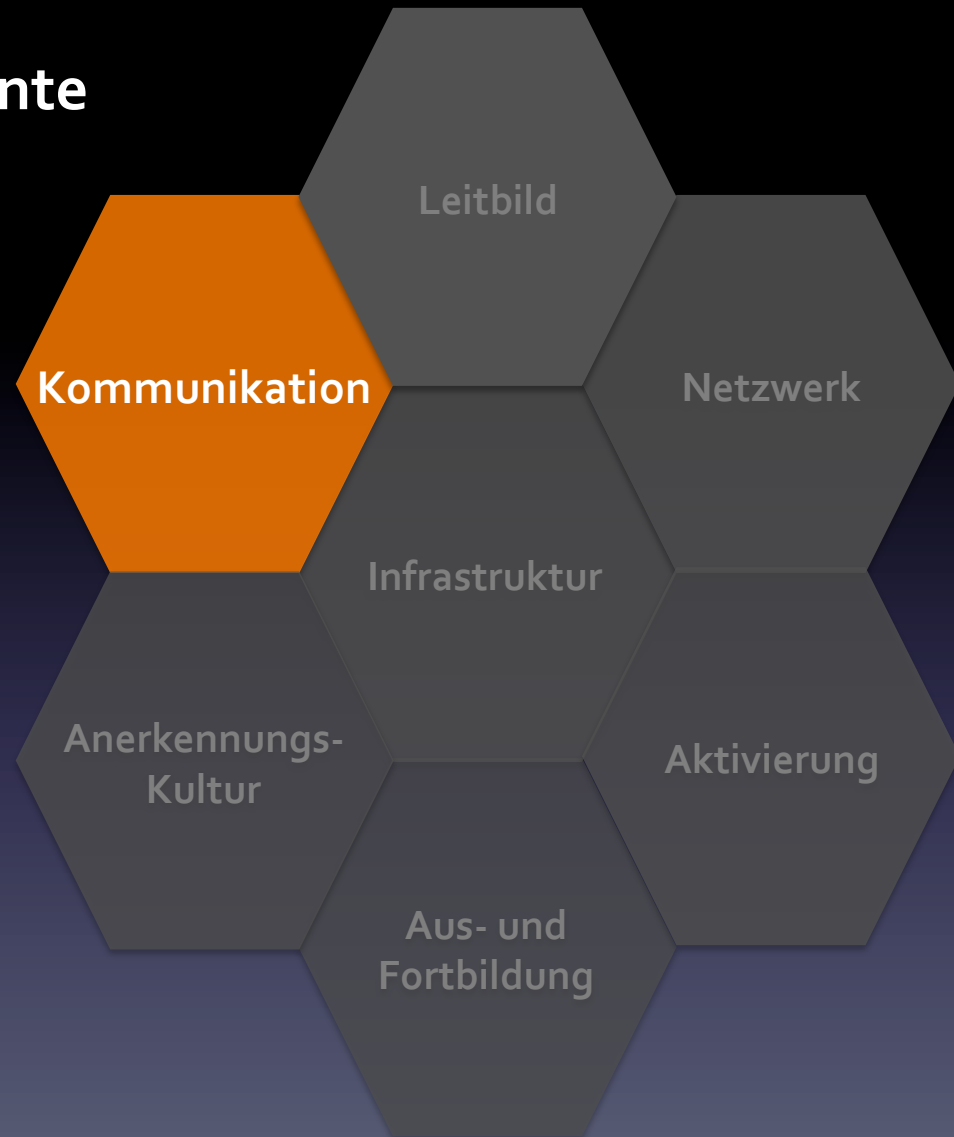 nte
Leitbild
Kommunikation
Netzwerk
Infrastruktur
Anerkennungs-
Kultur
Aktivierung
Aus- und
Fortbildung